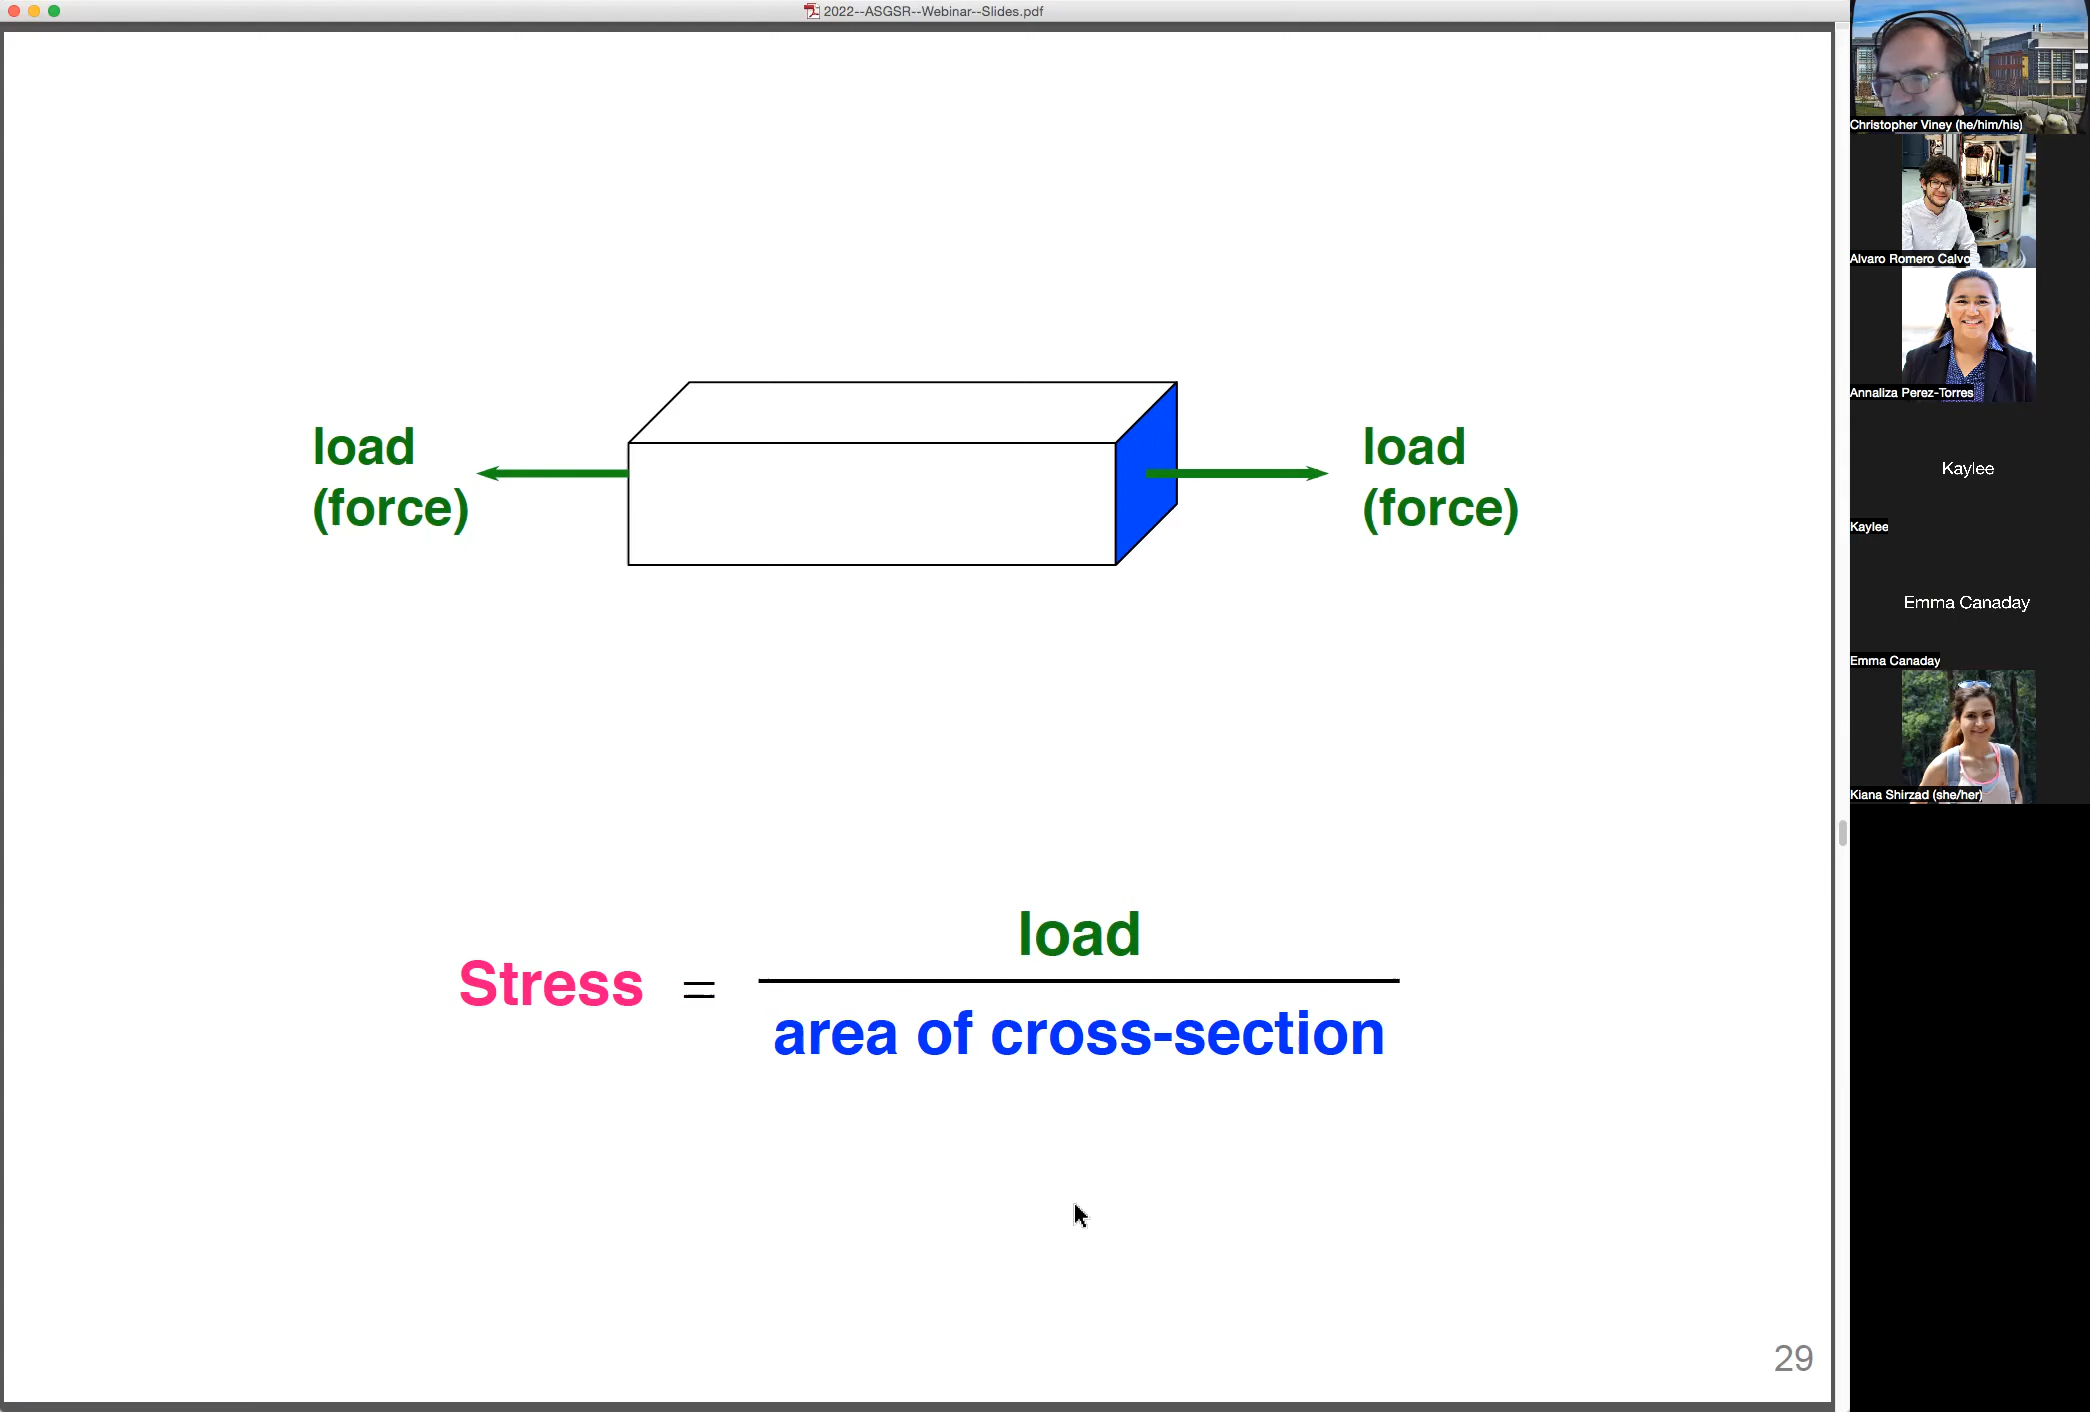 2022--ASGSR--Webinar--Slides.pdf
load
(force)
load
(force)
Stress = load
area of cross-section
29
Christopher Viney (he/him/his)
Alvaro Romero Calvo
Annaliza Perez-Torres
Kaylee
Kaylee
Emma Canaday
Emma Canaday
Kiana Shirzad (she/her)